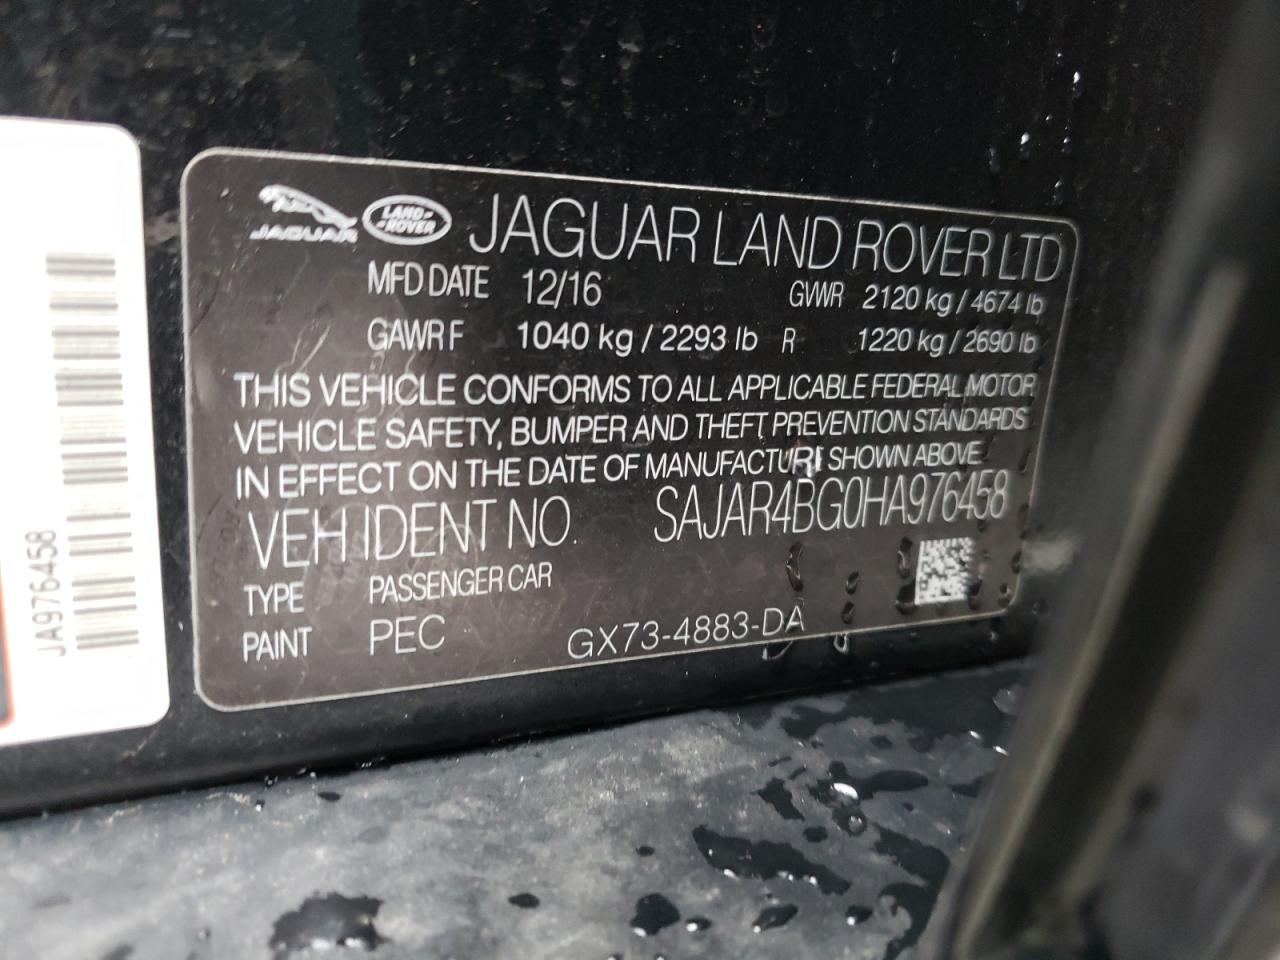 JAGUAR LAND-ROVER JAGUAR LAND ROVER LTD
MFD DATE 12/16 GVWR 2120 kg / 4674 lb
GAWR F 1040 kg / 2293 lb R 1220 kg / 2690 lb
THIS VEHICLE CONFORMS TO ALL APPLICABLE FEDERAL MOTOR
VEHICLE SAFETY, BUMPER AND THEFT PREVENTION STANDARDS
IN EFFECT ON THE DATE OF MANUFACTURE SHOWN ABOVE
VEH IDENT NO. SAJAR4BG0HA976458
TYPE PASSENGER CAR
PAINT PEC GX73-4883-DA
JA976458